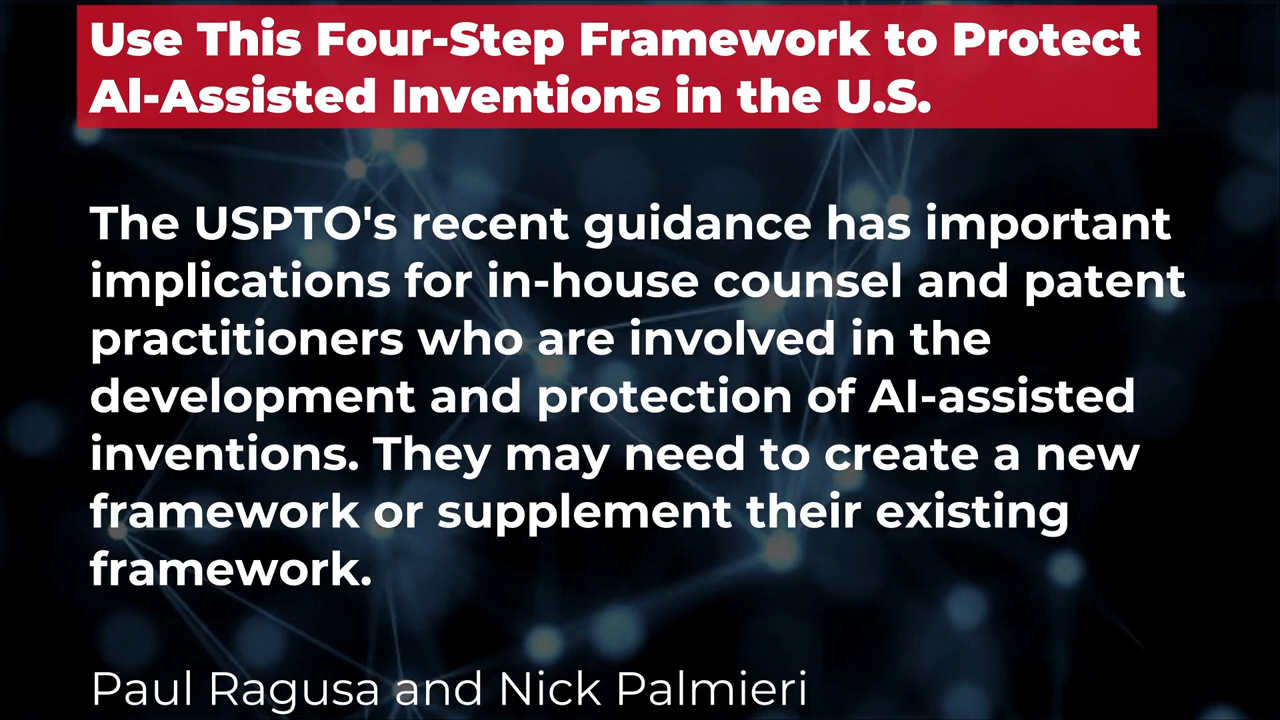 Use This Four-Step Framework to Protect
AI-Assisted Inventions in the U.S.
The USPTO's recent guidance has important
implications for in-house counsel and patent
practitioners who are involved in the
development and protection of AI-assisted
inventions. They may need to create a new
framework or supplement their existing
framework.
Paul Ragusa and Nick Palmieri